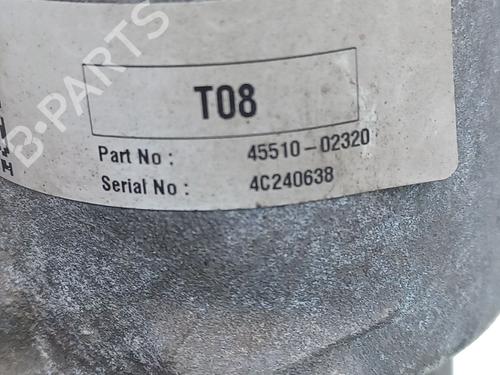 B-PARTS
T08
Part No : 45510-02320
Serial No : 4C240638